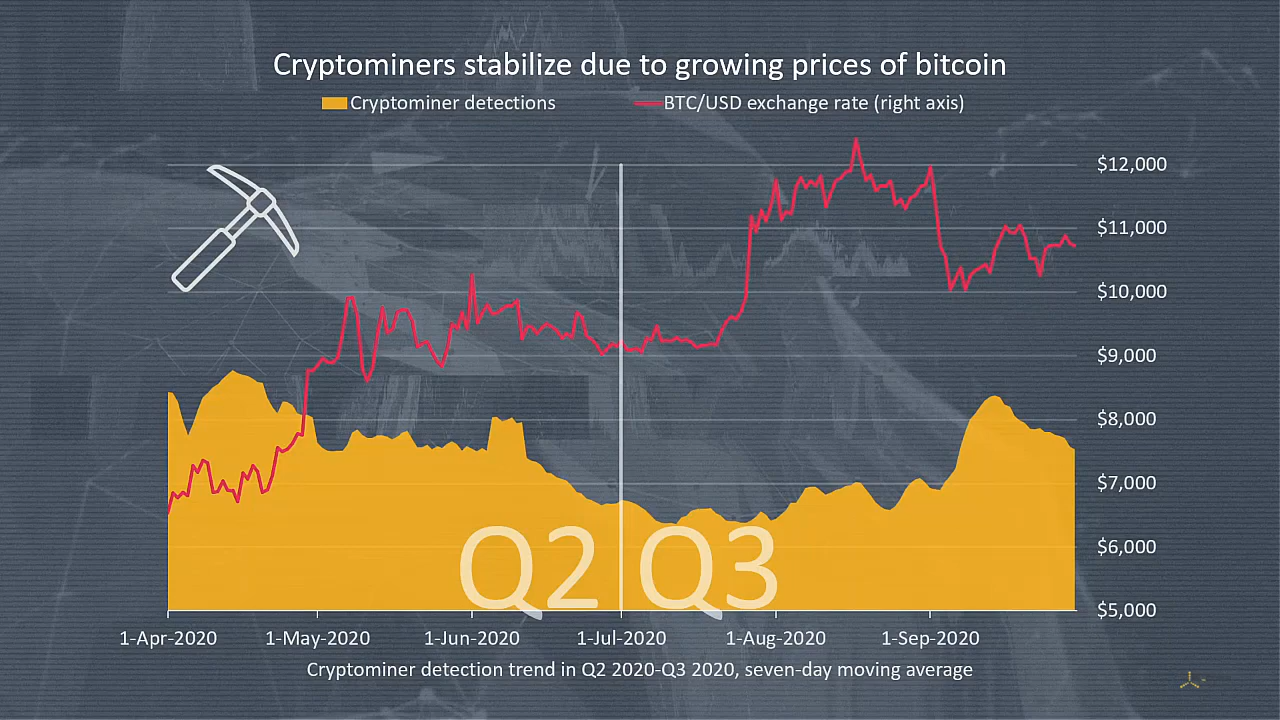 Cryptominers stabilize due to growing prices of bitcoin
Cryptominer detections
BTC/USD exchange rate (right axis)
$12,000
$11,000
$10,000
$9,000
$8,000
$7,000
$6,000
$5,000
Q2 Q3
1-Apr-2020 1-May-2020 1-Jun-2020 1-Jul-2020 1-Aug-2020 1-Sep-2020
Cryptominer detection trend in Q2 2020-Q3 2020, seven-day moving average